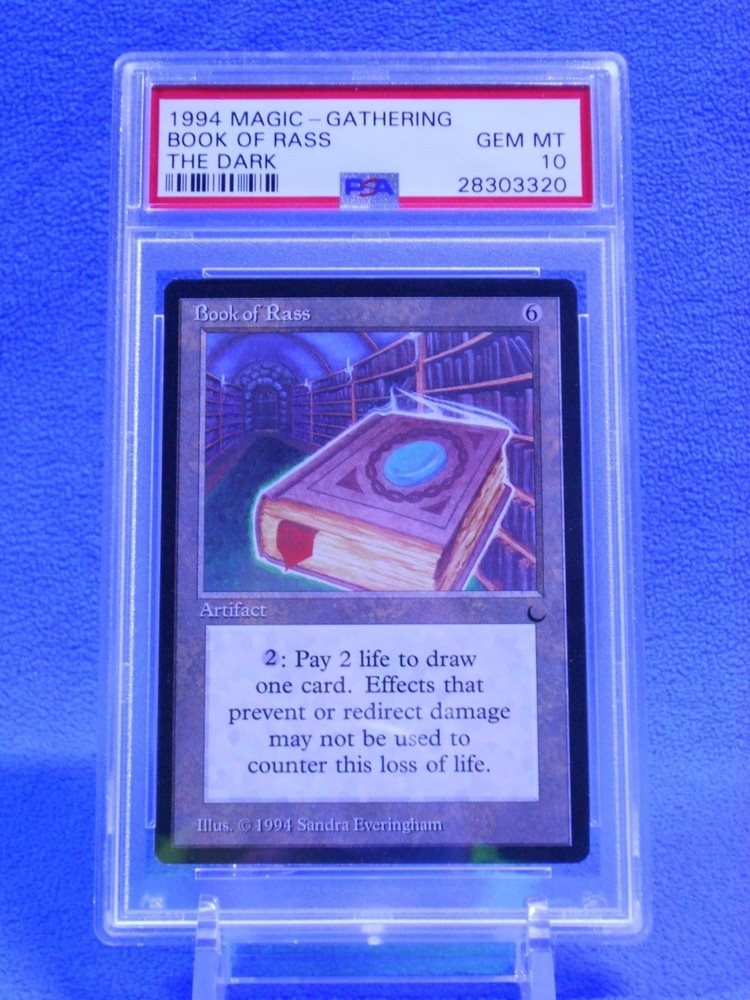 1994 MAGIC - GATHERING
BOOK OF RASS GEM MT
THE DARK 10
PSA 28303320
Book of Rass 6
Artifact
2: Pay 2 life to draw
one card. Effects that
prevent or redirect damage
may not be used to
counter this loss of life.
Illus. © 1994 Sandra Everingham